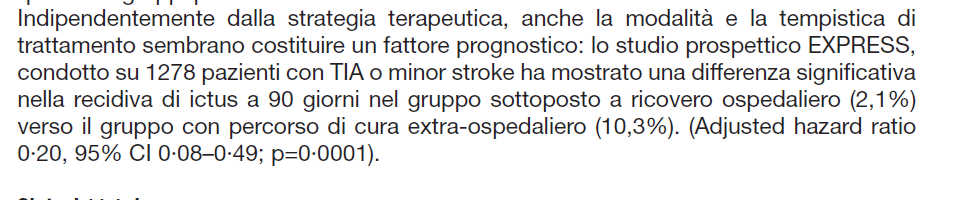 Indipendentemente dalla strategia terapeutica, anche la modalità e la tempistica di
trattamento sembrano costituire un fattore prognostico: lo studio prospettico EXPRESS,
condotto su 1278 pazienti con TIA o minor stroke ha mostrato una differenza significativa
nella recidiva di ictus a 90 giorni nel gruppo sottoposto a ricovero ospedaliero (2,1%)
verso il gruppo con percorso di cura extra-ospedaliero (10,3%). (Adjusted hazard ratio
0·20, 95% CI 0·08–0·49; p=0·0001).